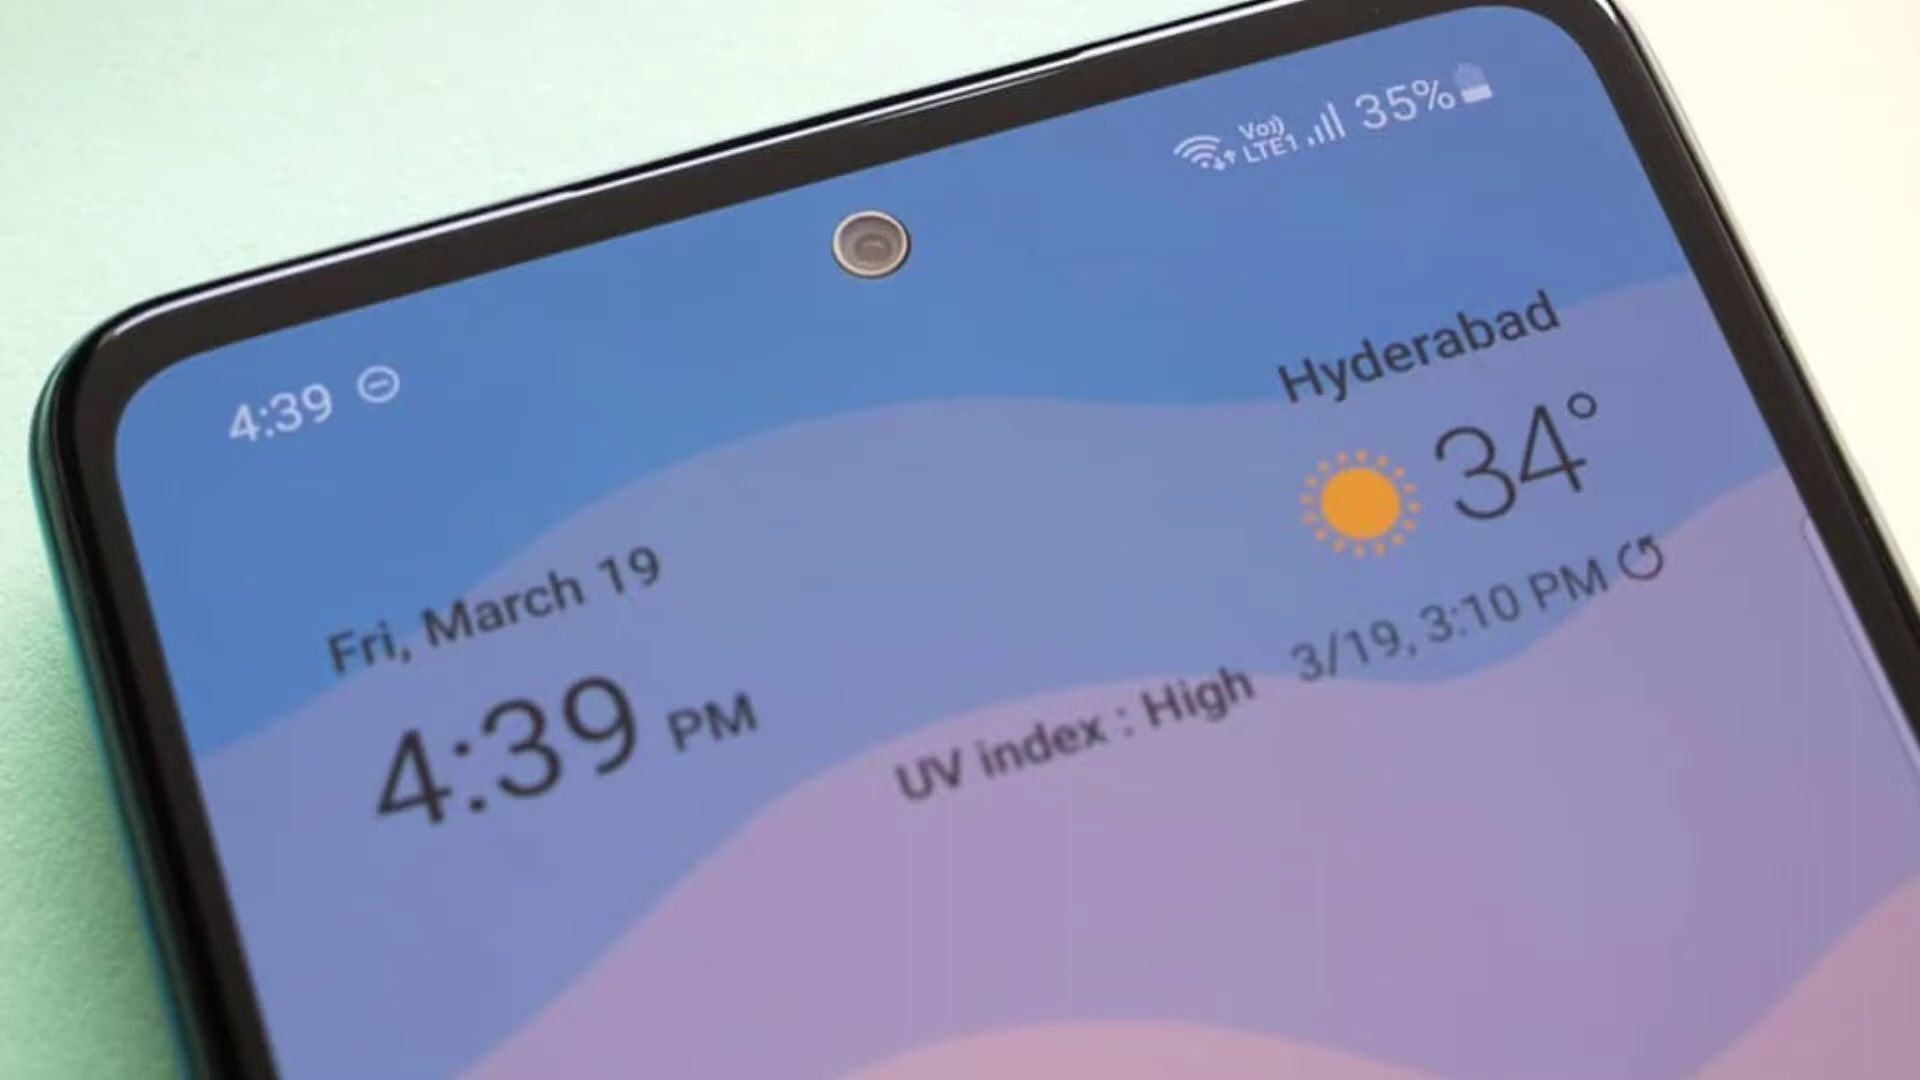 4:39
Vo)) LTE1 35%
Hyderabad
34°
Fri, March 19
4:39 PM
UV index : High 3/19, 3:10 PM